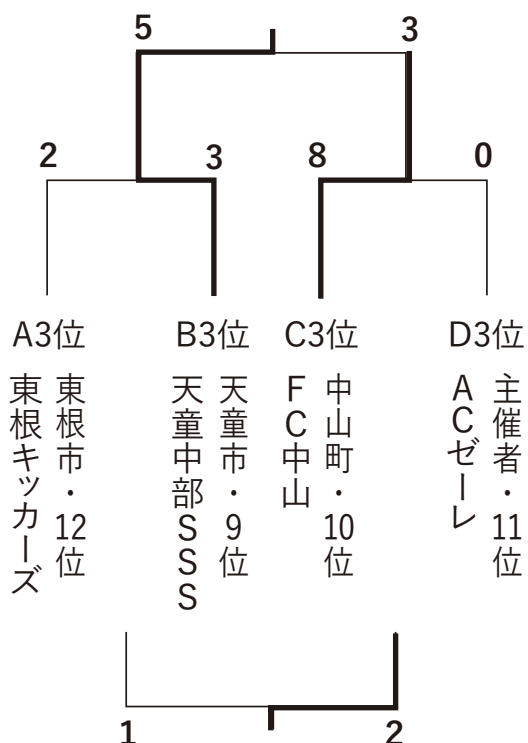 5
3
2
3
8
0
A3位
B3位
C3位
D3位
東根市・12位
東根キッカーズ
天童市・9位
天童中部SSS
中山町・10位
FC中山
主催者・11位
ACゼーレ
1
2